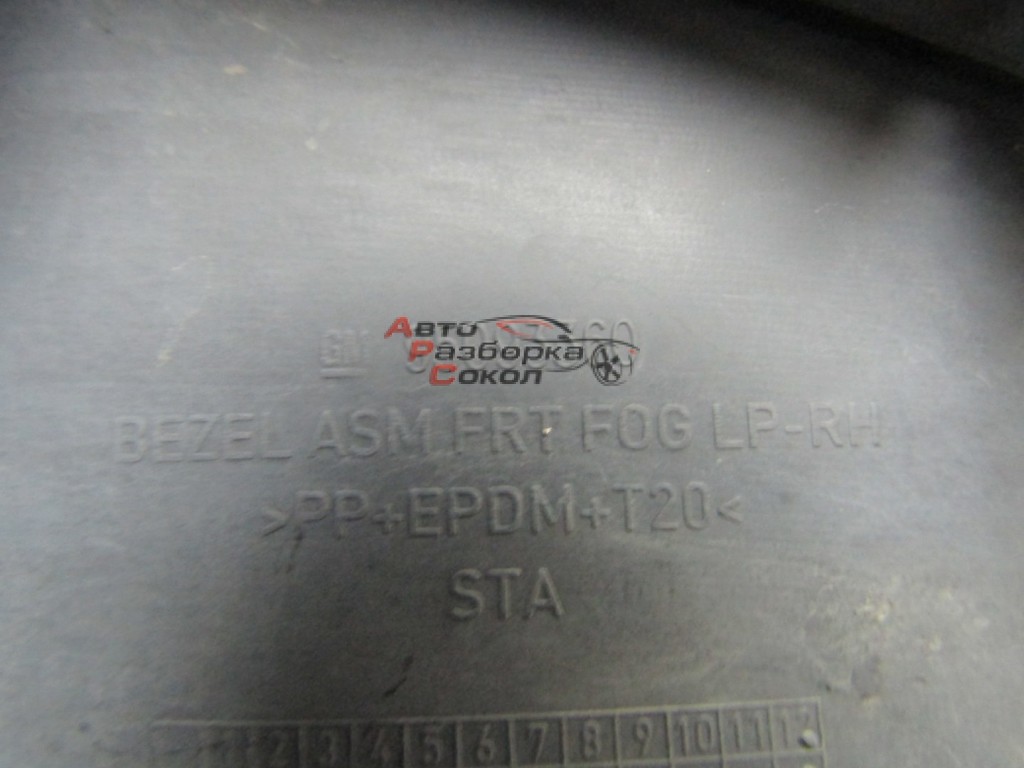 GM
Авто
Разборка
Сокол
BEZEL ASM FRT FOG LP-RH
>PP+EPDM+T20<
STA
1 2 3 4 5 6 7 8 9 10 11 12